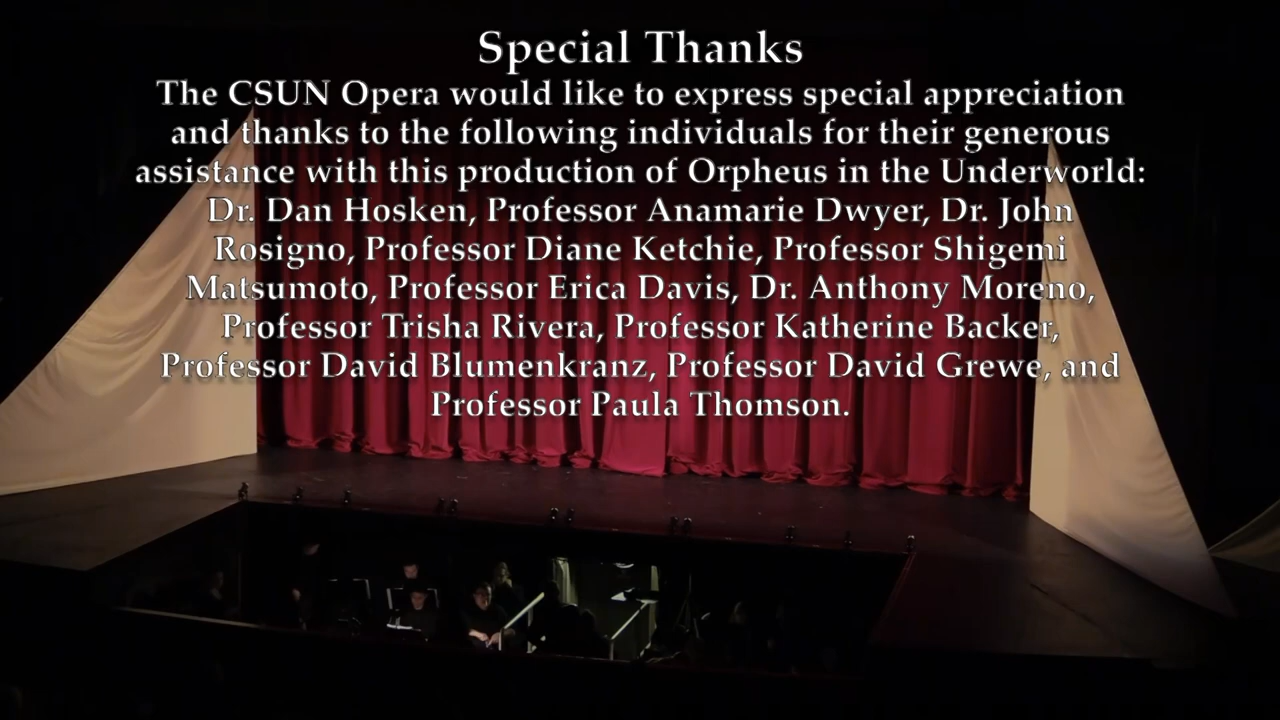 Special Thanks
The CSUN Opera would like to express special appreciation
and thanks to the following individuals for their generous
assistance with this production of Orpheus in the Underworld:
Dr. Dan Hosken, Professor Anamarie Dwyer, Dr. John
Rosigno, Professor Diane Ketchie, Professor Shigemi
Matsumoto, Professor Erica Davis, Dr. Anthony Moreno,
Professor Trisha Rivera, Professor Katherine Backer,
Professor David Blumenkranz, Professor David Grewe, and
Professor Paula Thomson.